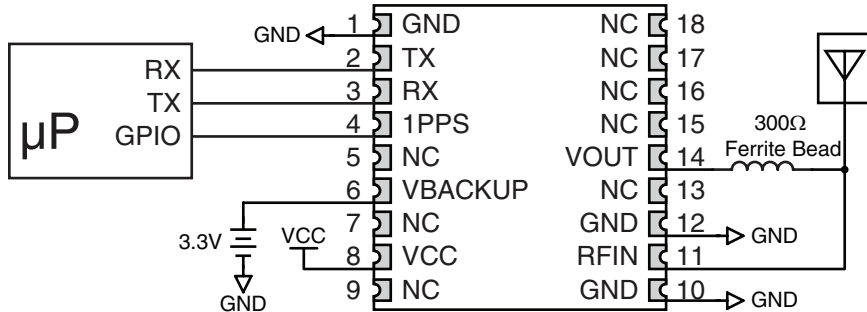 µP
RX
TX
GPIO
GND
1 GND
2 TX
3 RX
4 1PPS
5 NC
6 VBACKUP
7 NC
8 VCC
9 NC
3.3V
GND
VCC
NC 18
NC 17
NC 16
NC 15
VOUT 14
NC 13
GND 12
RFIN 11
GND 10
300Ω
Ferrite Bead
GND
GND